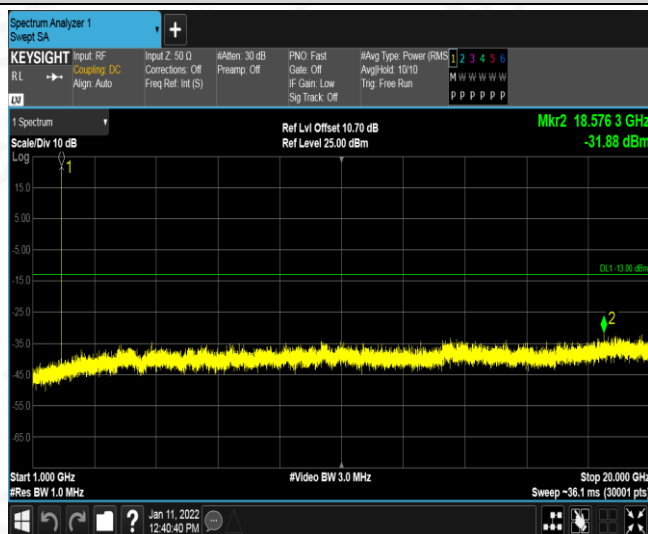 Spectrum Analyzer 1
Swept SA
+
KEYSIGHT Input: RF Input Z: 50 Ω #Atten: 30 dB PNO: Fast #Avg Type: Power (RMS 1 2 3 4 5 6
RL Coupling: DC Corrections: Off Preamp: Off Gate: Off Avg|Hold: 10/10 M W W W W W
Align: Auto Freq Ref: Int (S) IF Gain: Low Trig: Free Run
Sig Track: Off P P P P P P
LXI
1 Spectrum Ref Lvl Offset 10.70 dB Mkr2 18.576 3 GHz
Scale/Div 10 dB Ref Level 25.00 dBm -31.88 dBm
Log
1
15.0
5.00
-5.00
DL1 -13.00 dBm
-15.0
-25.0
2
-35.0
-45.0
-55.0
-65.0
Start 1.000 GHz #Video BW 3.0 MHz Stop 20.000 GHz
#Res BW 1.0 MHz Sweep ~36.1 ms (30001 pts)
? Jan 11, 2022
12:40:40 PM